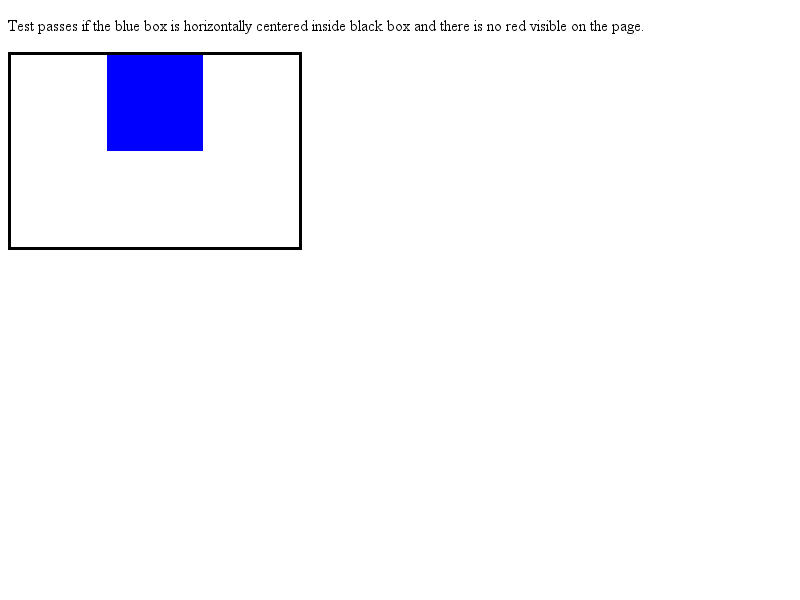 Test passes if the blue box is horizontally centered inside black box and there is no red visible on the page.